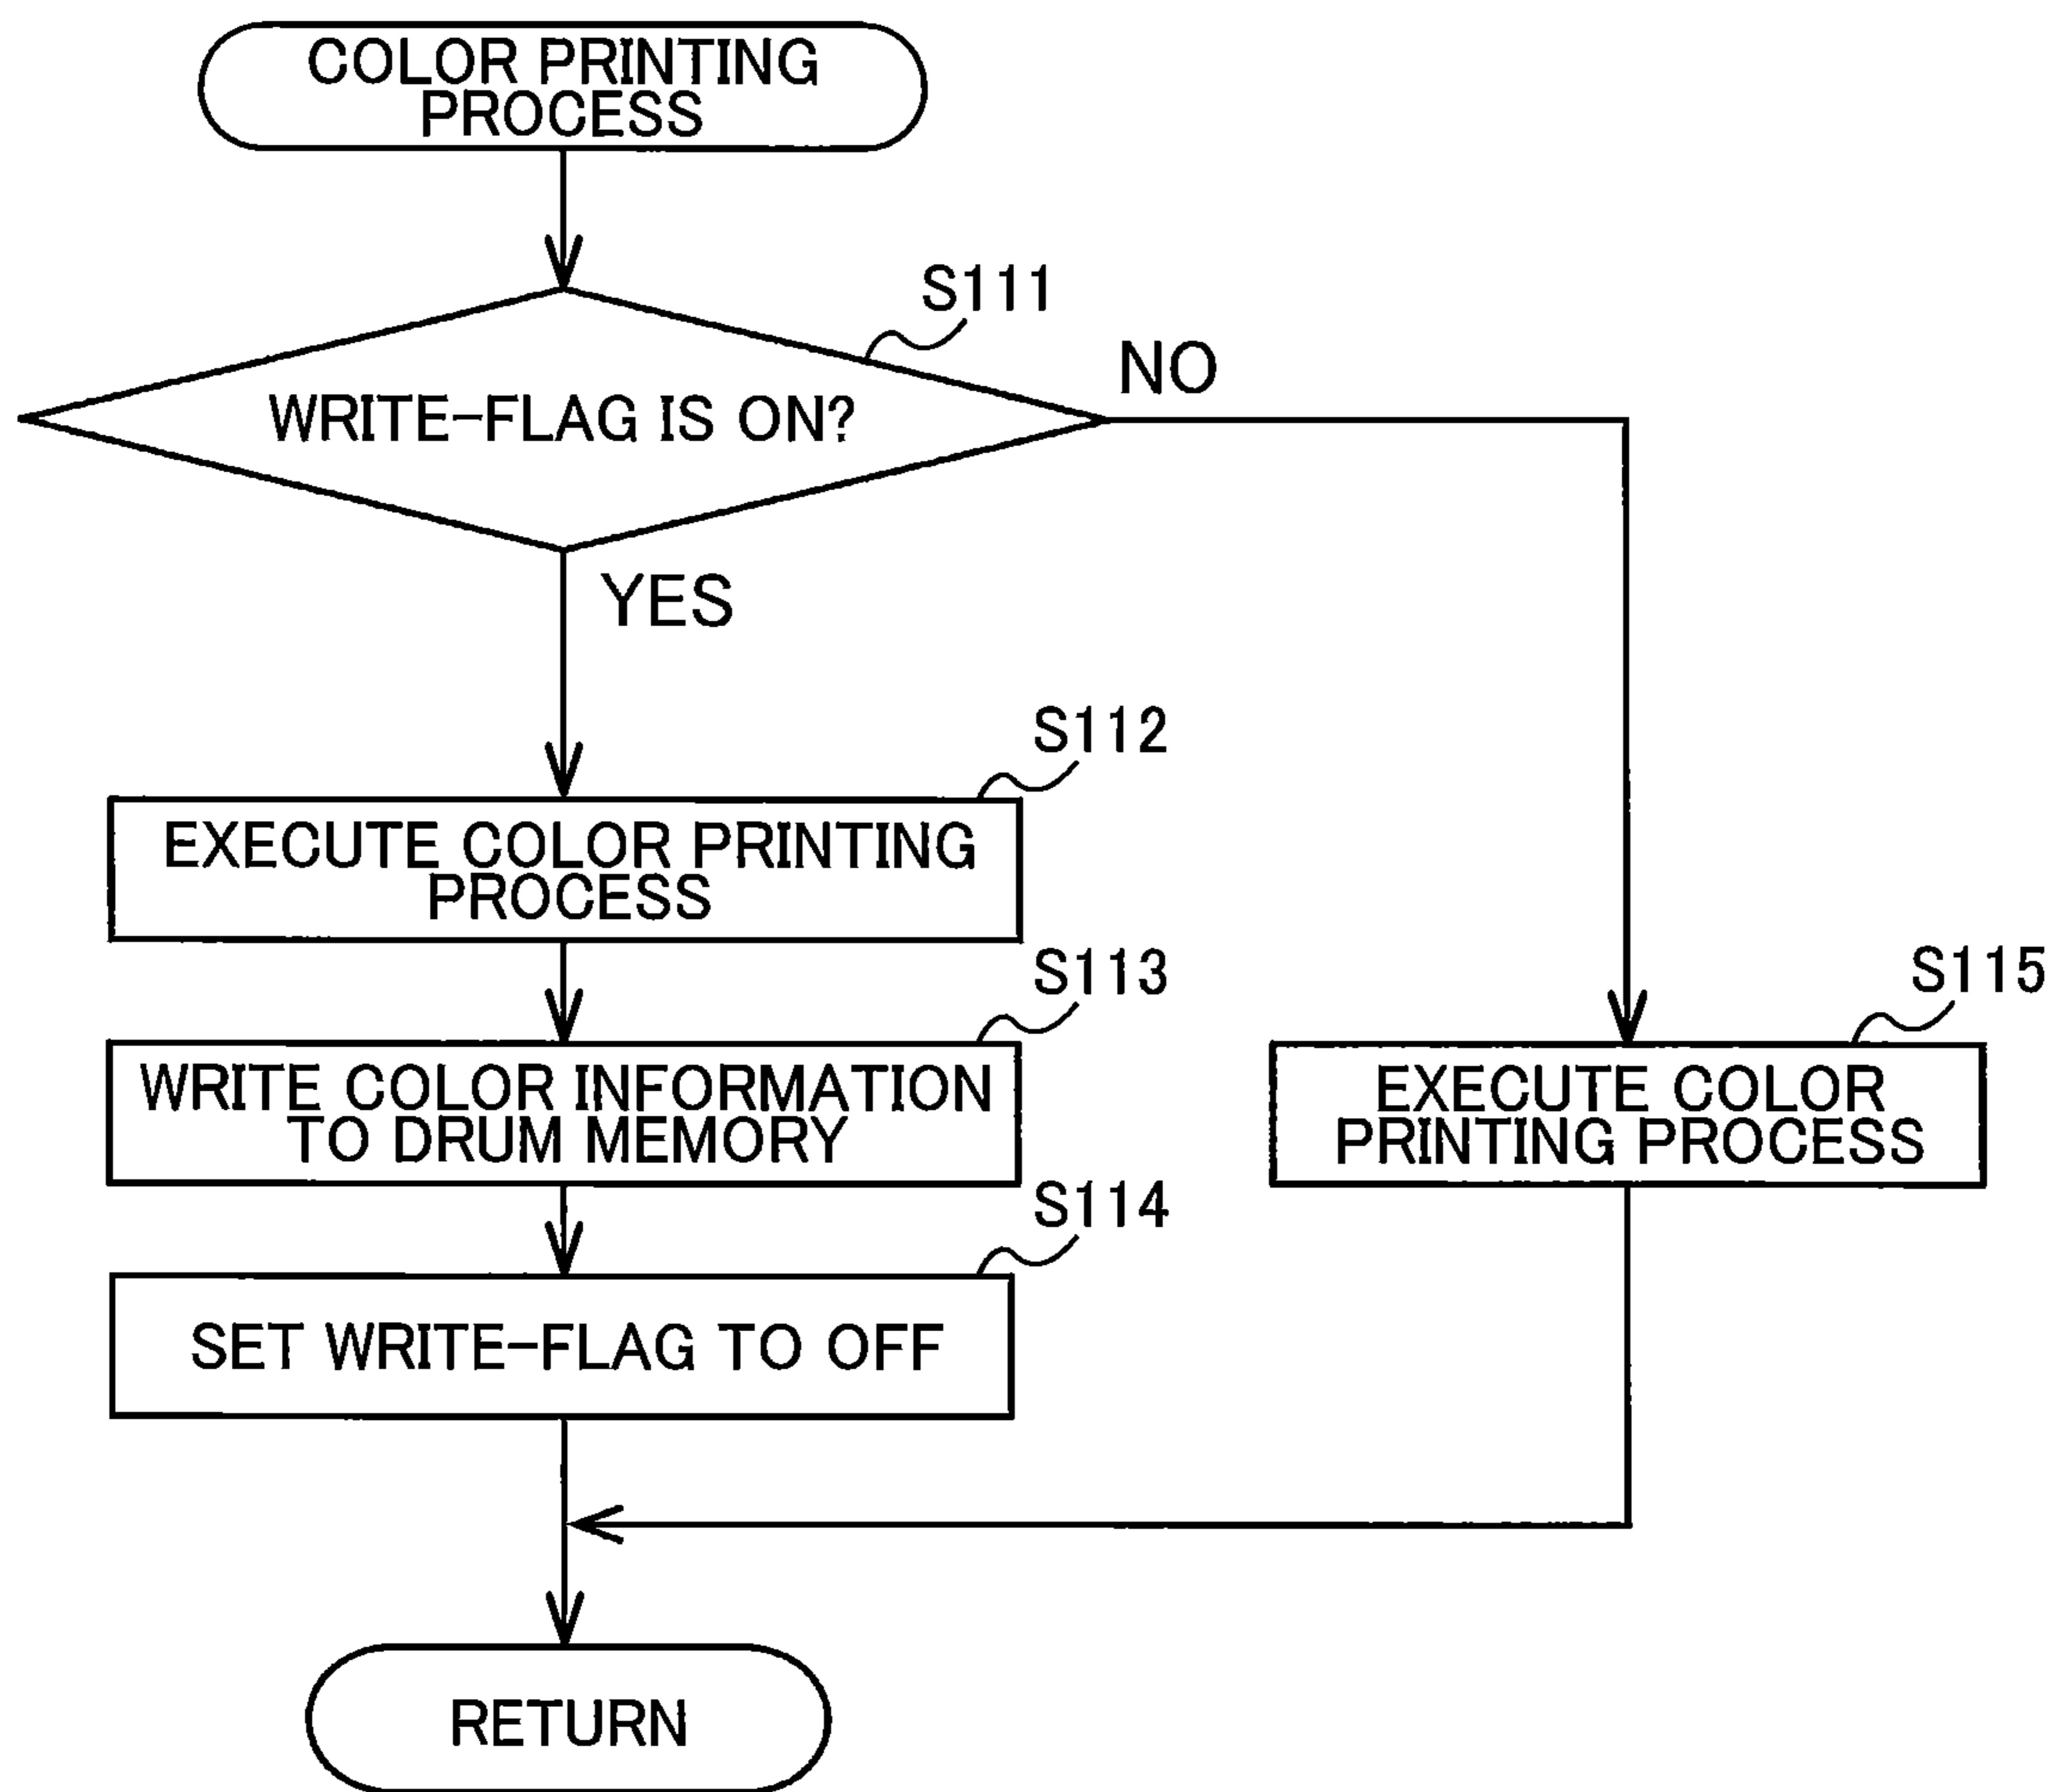 COLOR PRINTING
PROCESS
S111
NO
WRITE-FLAG IS ON?
YES
S112
EXECUTE COLOR PRINTING
PROCESS
S113
WRITE COLOR INFORMATION
TO DRUM MEMORY
S115
EXECUTE COLOR
PRINTING PROCESS
S114
SET WRITE-FLAG TO OFF
RETURN